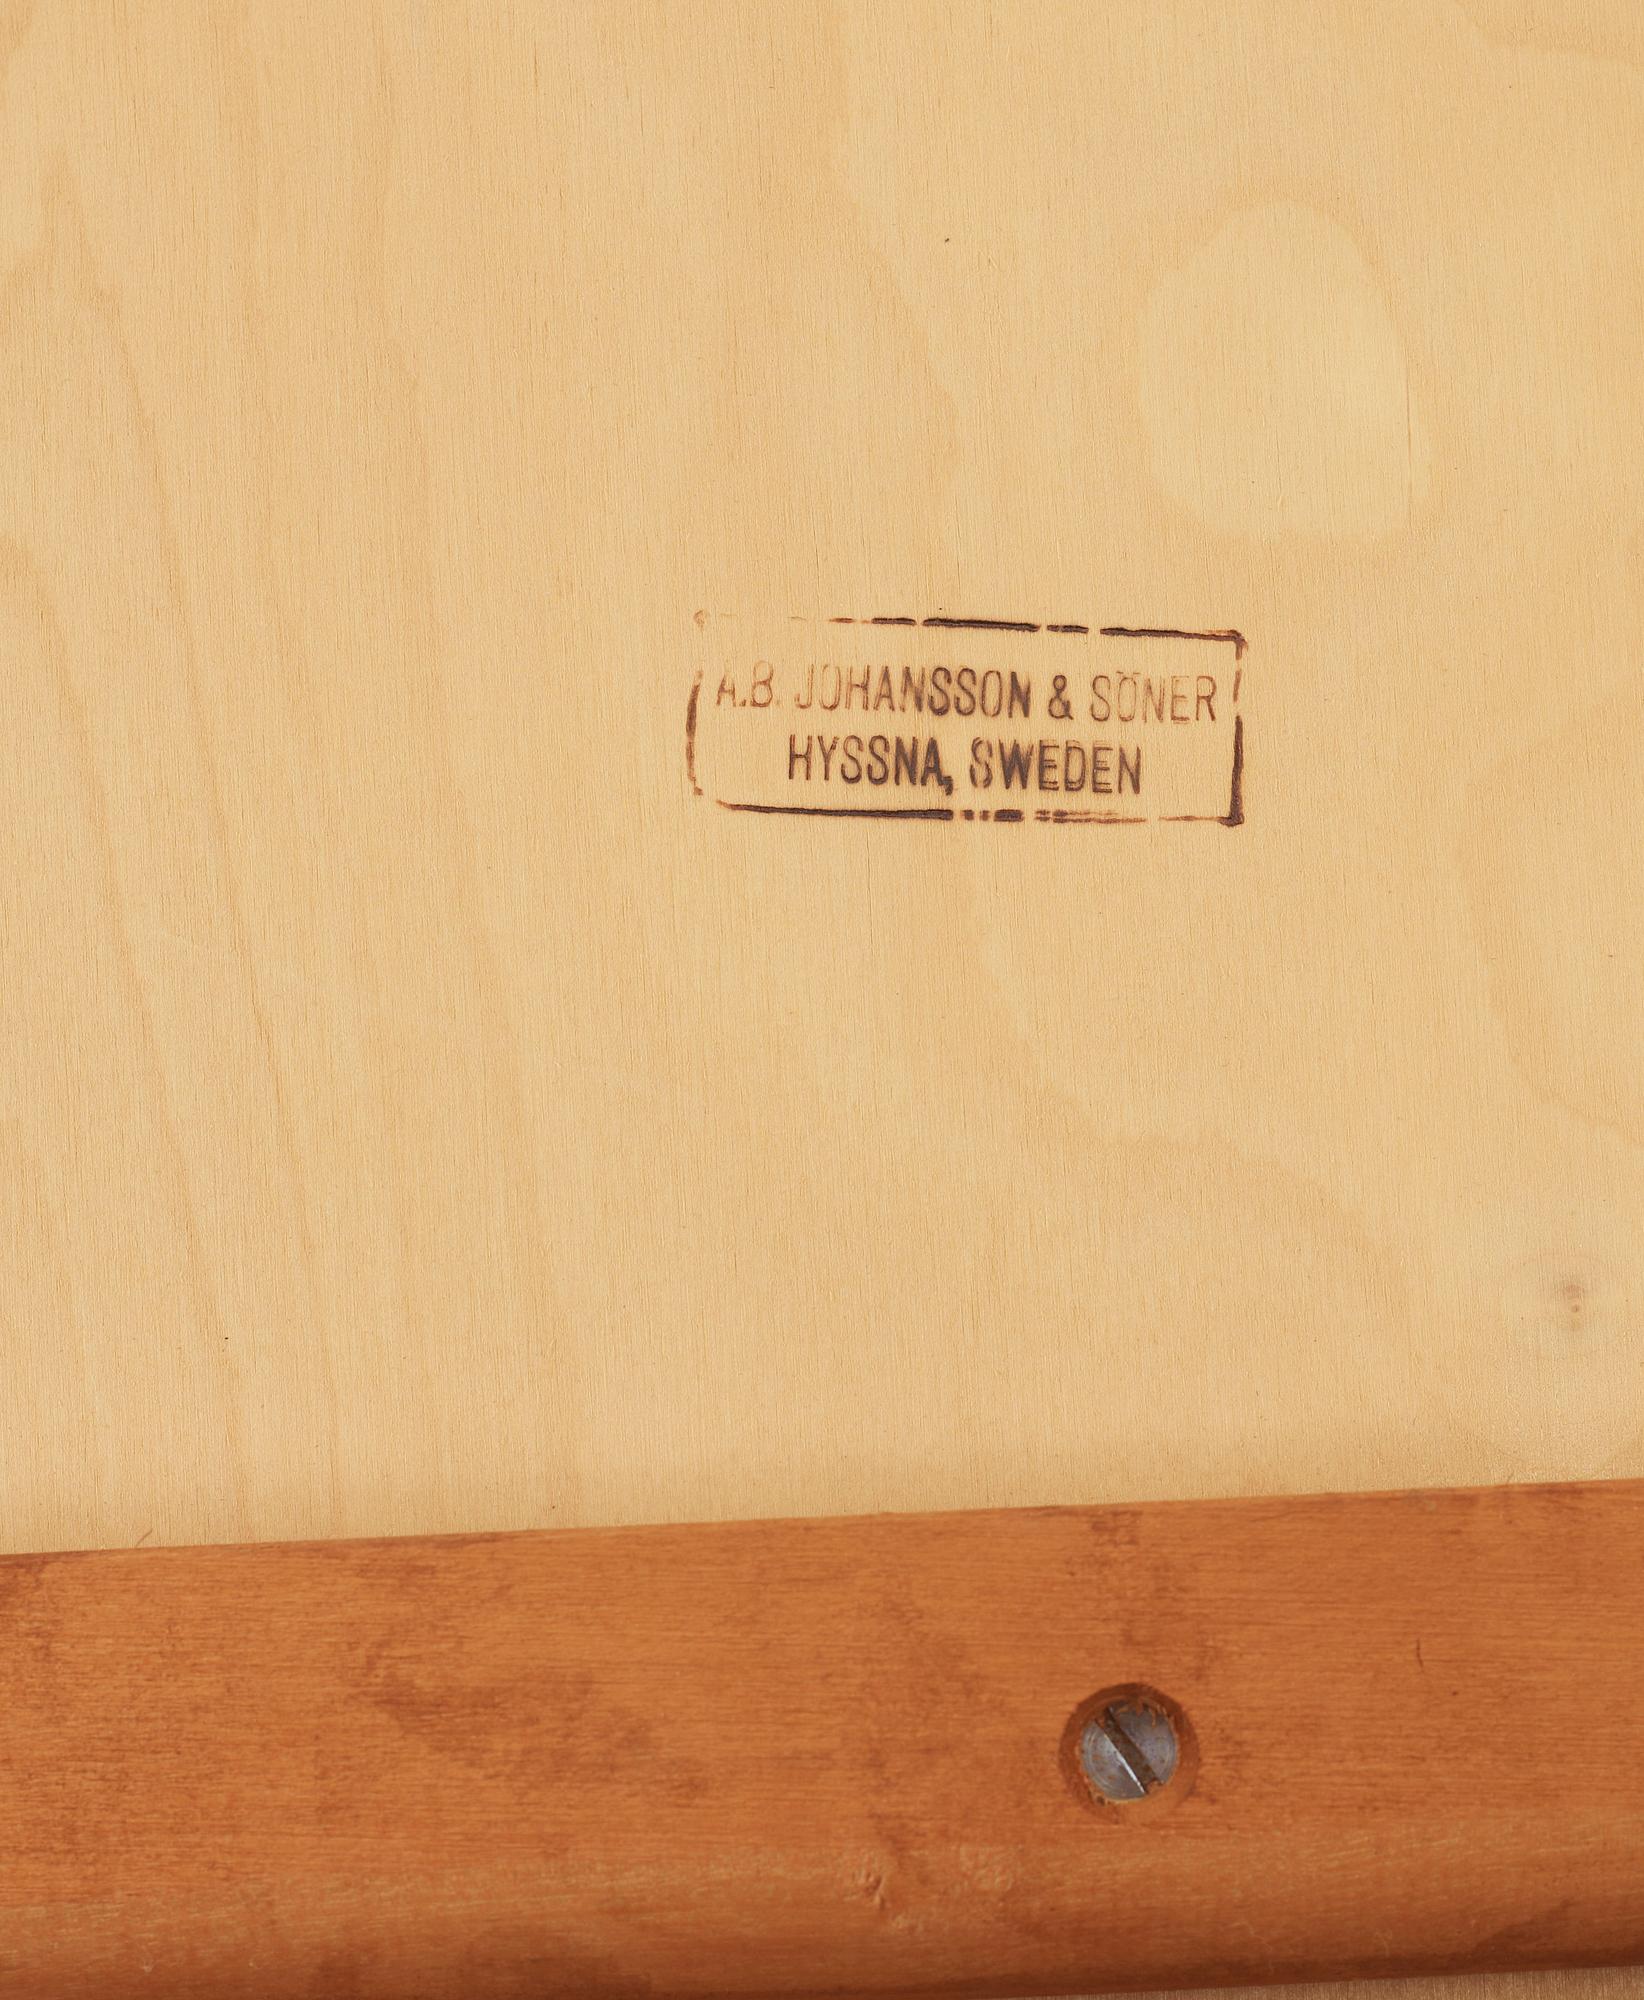 A.B. JOHANSSON & SÖNER
HYSSNA, SWEDEN